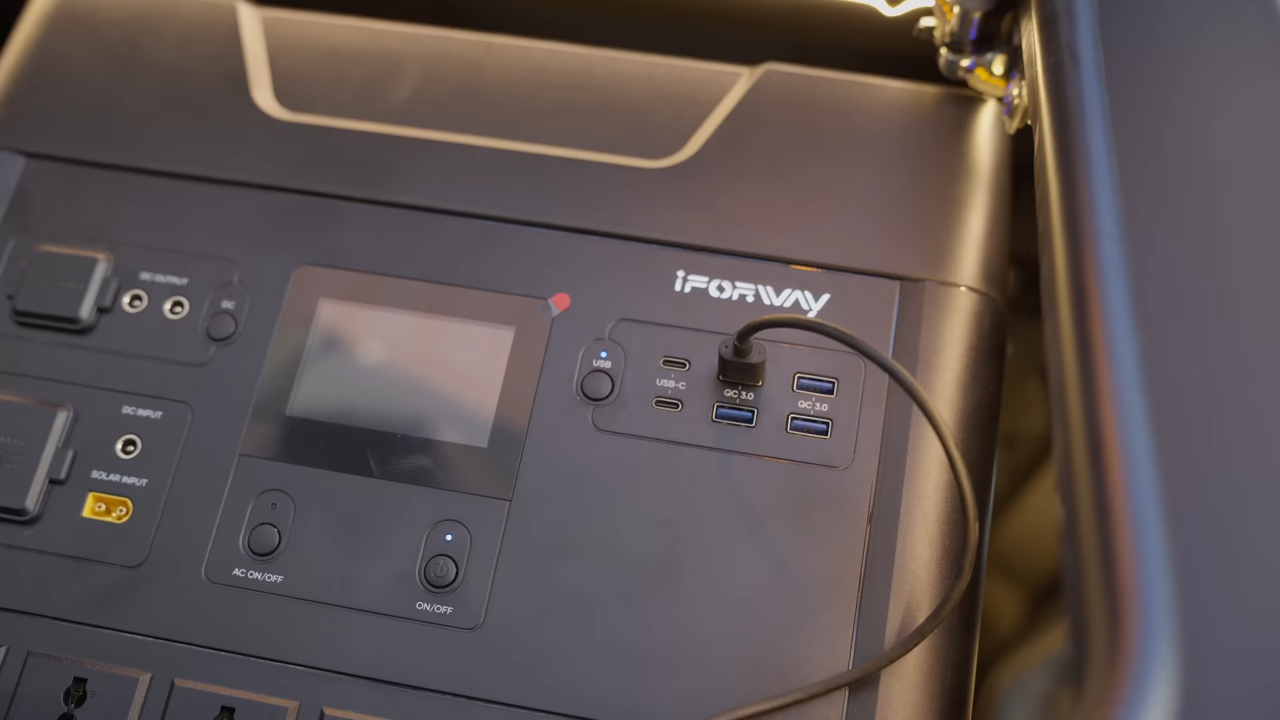 iFORWAY
DC OUTPUT
DC
USB
USB-C
QC 3.0
QC 3.0
DC INPUT
SOLAR INPUT
AC ON/OFF
ON/OFF